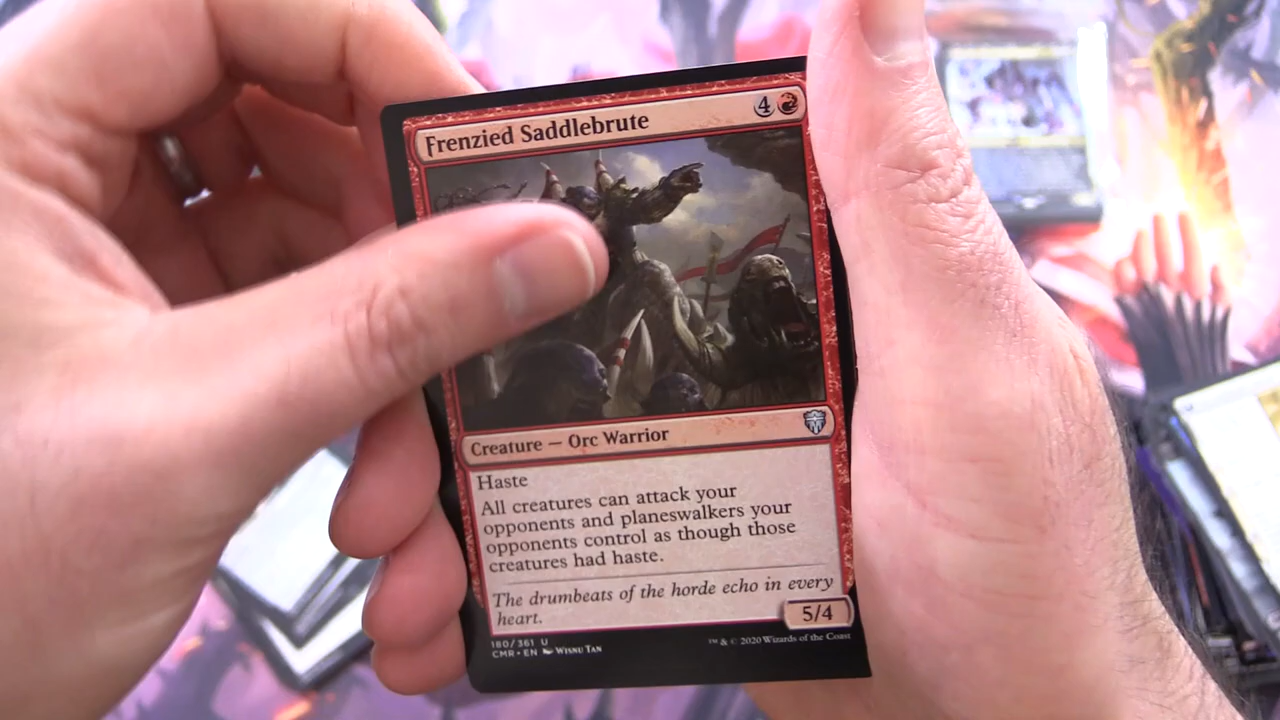 Frenzied Saddlebrute
4
Creature — Orc Warrior
Haste
All creatures can attack your
opponents and planeswalkers your
opponents control as though those
creatures had haste.
The drumbeats of the horde echo in every
heart.
5/4
180/361 U
CMR • EN Wisnu Tan
™ & © 2020 Wizards of the Coast